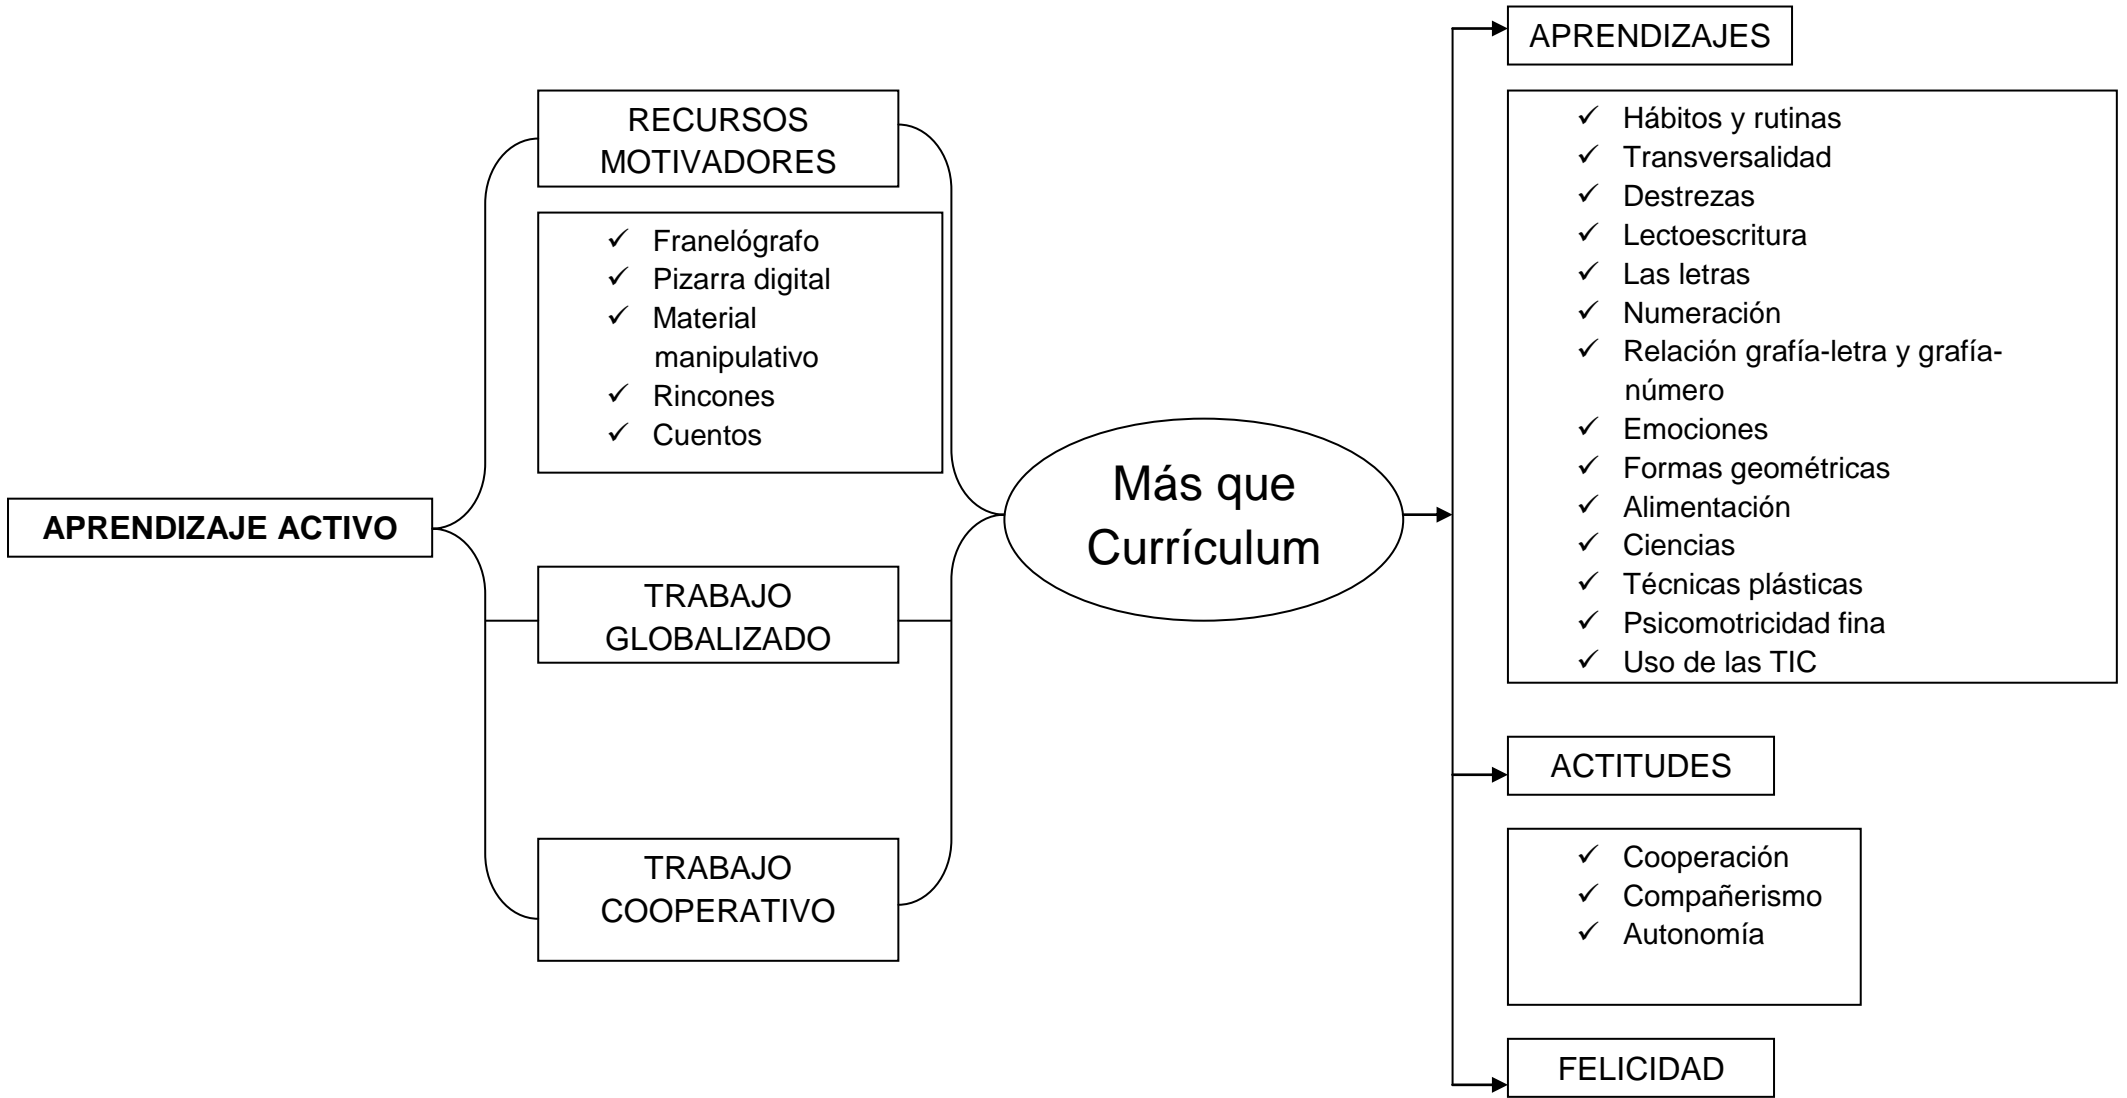 APRENDIZAJE ACTIVO
RECURSOS
MOTIVADORES
✓ Franelógrafo
✓ Pizarra digital
✓ Material
manipulativo
✓ Rincones
✓ Cuentos
TRABAJO
GLOBALIZADO
TRABAJO
COOPERATIVO
Más que
Currículum
APRENDIZAJES
✓ Hábitos y rutinas
✓ Transversalidad
✓ Destrezas
✓ Lectoescritura
✓ Las letras
✓ Numeración
✓ Relación grafía-letra y grafía-
número
✓ Emociones
✓ Formas geométricas
✓ Alimentación
✓ Ciencias
✓ Técnicas plásticas
✓ Psicomotricidad fina
✓ Uso de las TIC
ACTITUDES
✓ Cooperación
✓ Compañerismo
✓ Autonomía
FELICIDAD